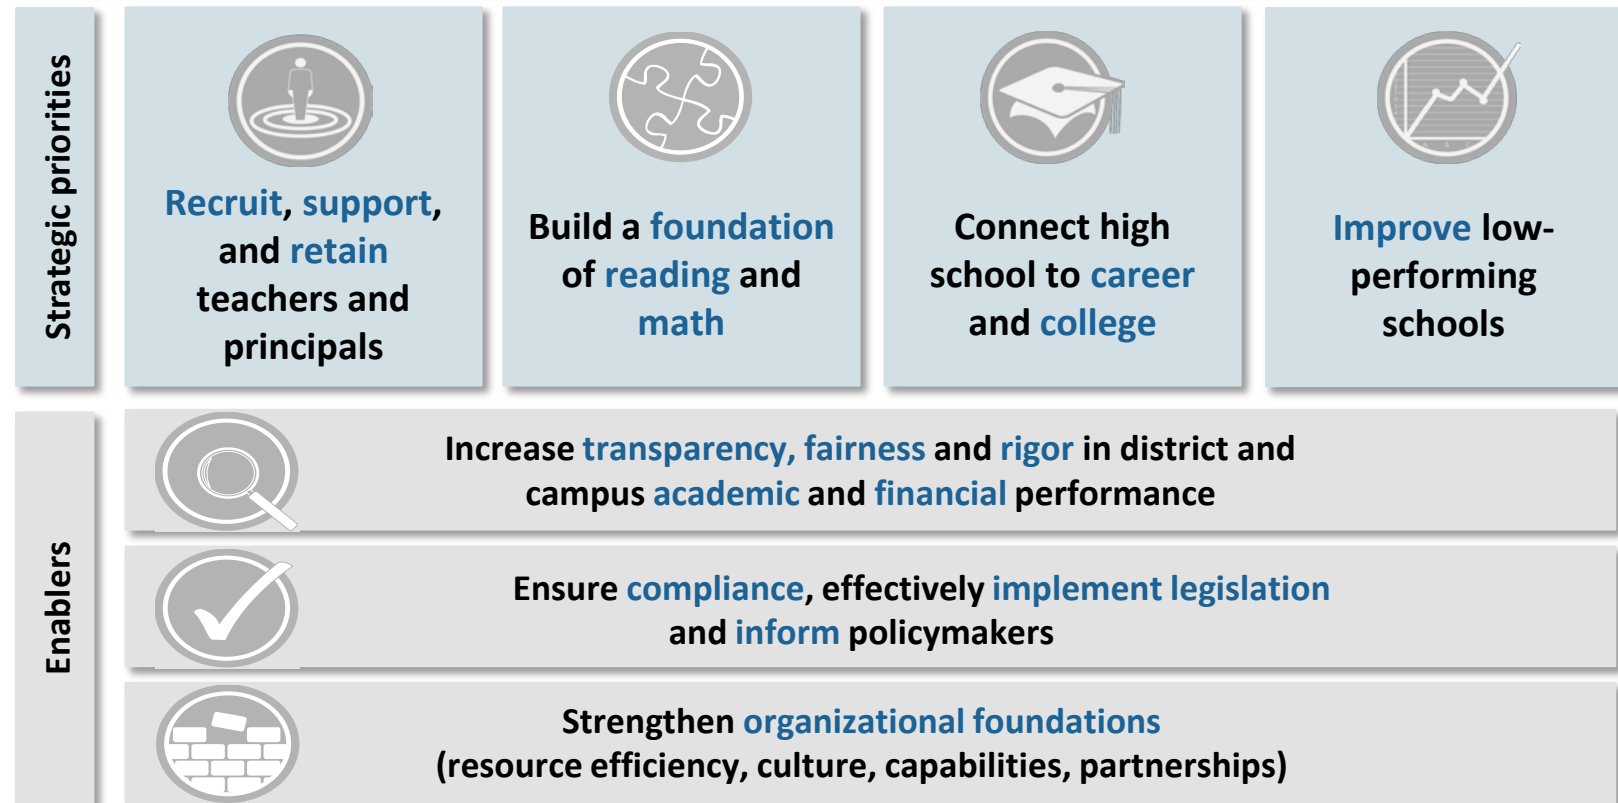 Strategic priorities
Recruit, support,
and retain
teachers and
principals
Build a foundation
of reading and
math
Connect high
school to career
and college
Improve low-
performing
schools
Enablers
Increase transparency, fairness and rigor in district and
campus academic and financial performance
Ensure compliance, effectively implement legislation
and inform policymakers
Strengthen organizational foundations
(resource efficiency, culture, capabilities, partnerships)